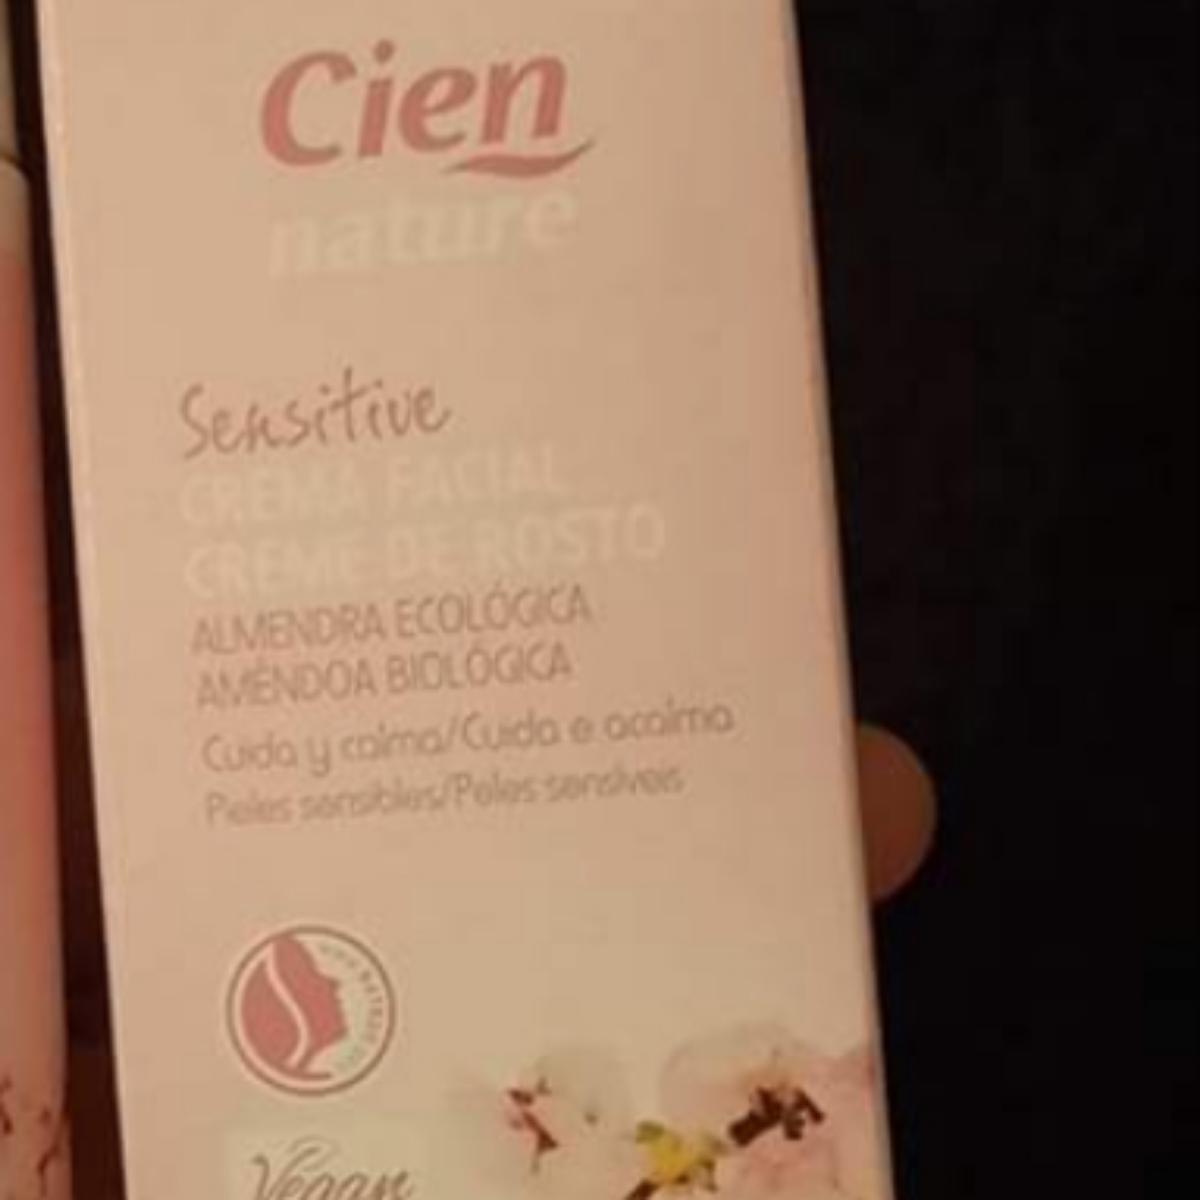 Cien
nature
Sensitive
CREMA FACIAL
CREME DE ROSTO
ALMENDRA ECOLÓGICA
AMÊNDOA BIOLÓGICA
Cuida y calma/Cuida e acalma
Peles sensibles/Peles sensíveis
Vegan